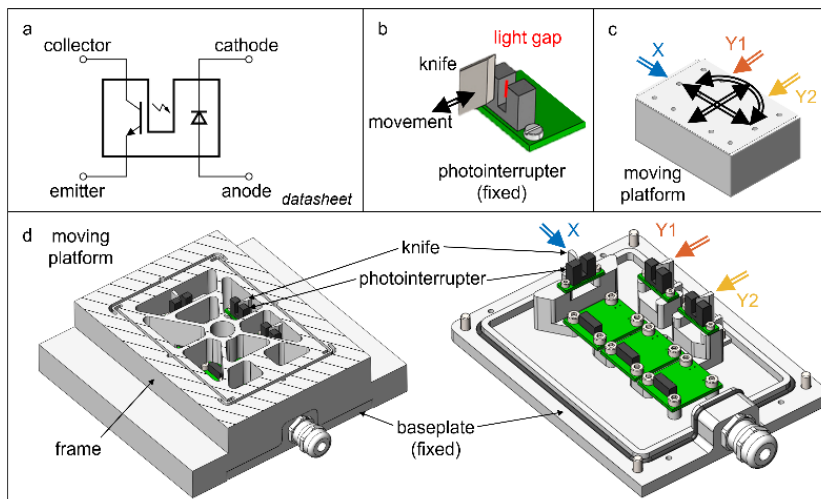 a
collector
cathode
emitter
anode
datasheet
b
light gap
knife
movement
photointerrupter
(fixed)
c
X
Y1
Y2
moving
platform
d
moving
platform
knife
photointerrupter
X
Y1
Y2
frame
baseplate
(fixed)